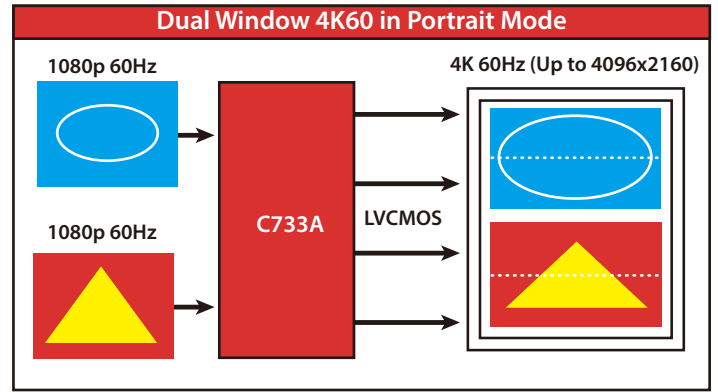 Dual Window 4K60 in Portrait Mode
1080p 60Hz
4K 60Hz (Up to 4096x2160)
C733A
LVCMOS
1080p 60Hz